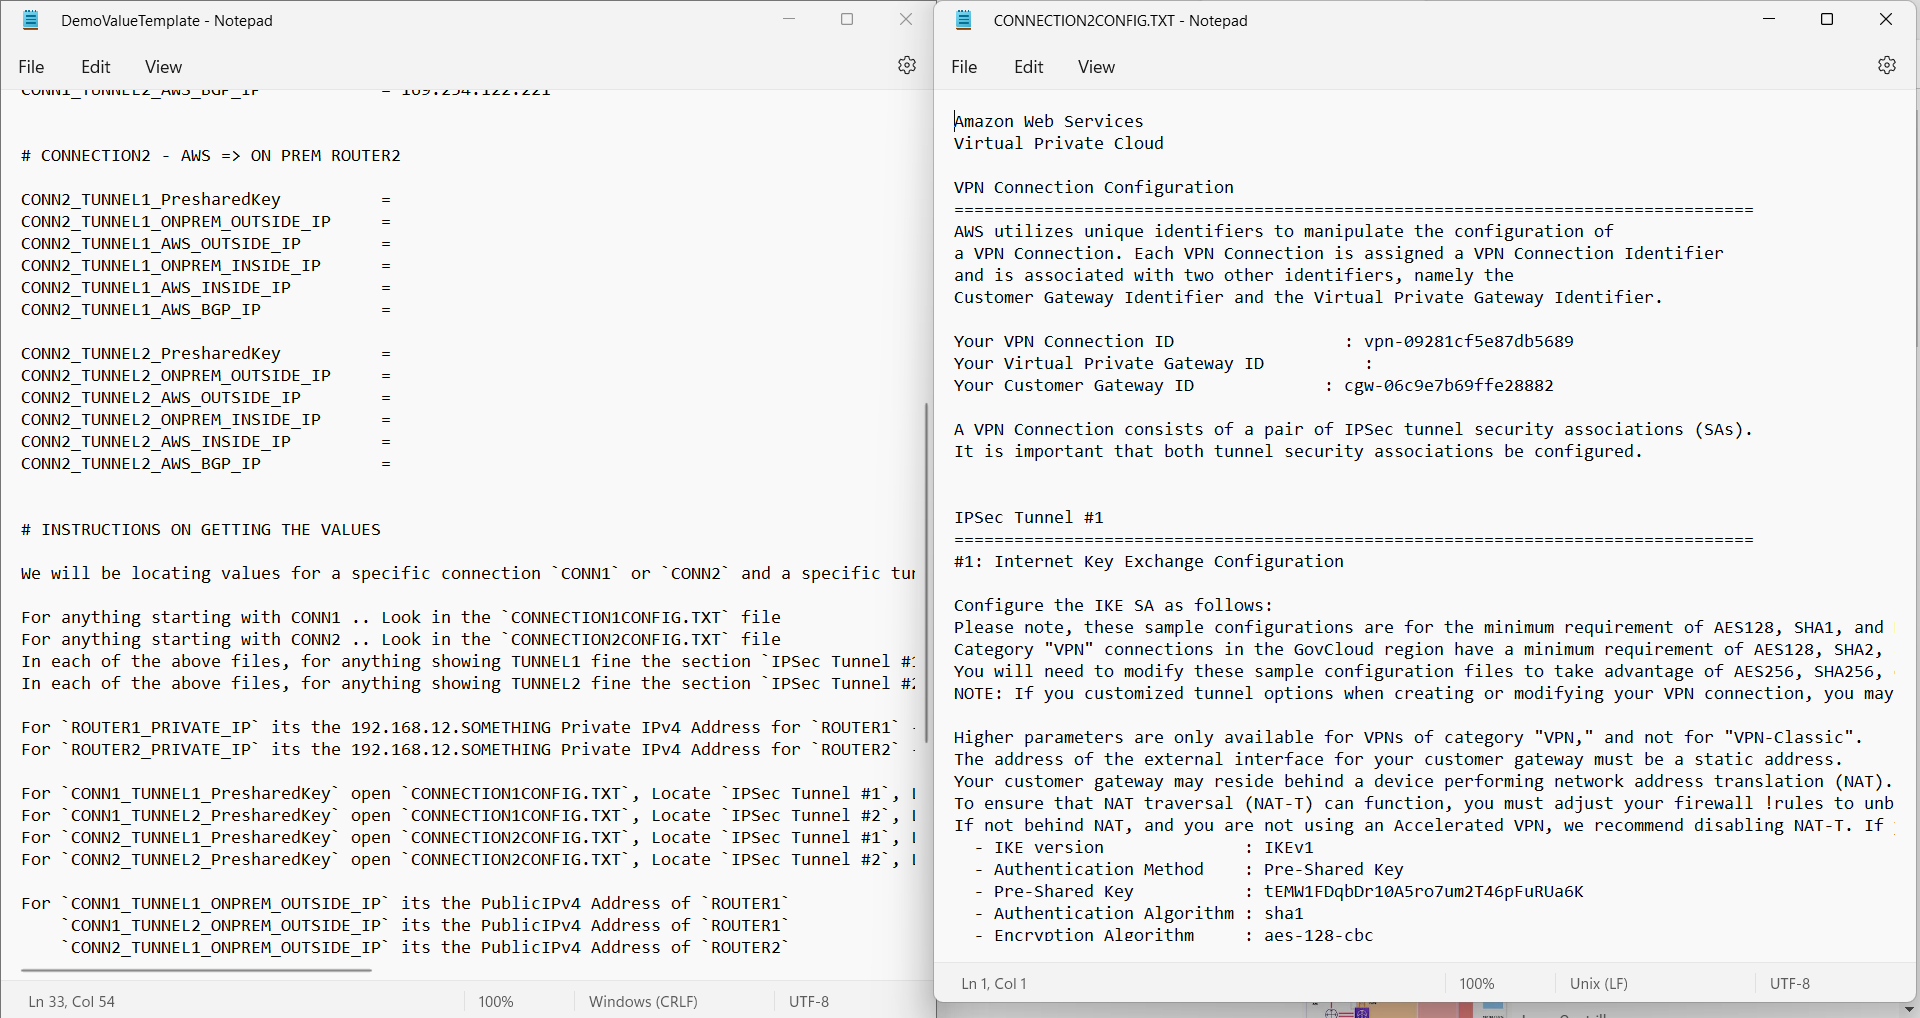 DemoValueTemplate - Notepad
File Edit View
CONN1_TUNNEL2_AWS_BGP_IP = 169.254.122.221
# CONNECTION2 - AWS => ON PREM ROUTER2
CONN2_TUNNEL1_PresharedKey =
CONN2_TUNNEL1_ONPREM_OUTSIDE_IP =
CONN2_TUNNEL1_AWS_OUTSIDE_IP =
CONN2_TUNNEL1_ONPREM_INSIDE_IP =
CONN2_TUNNEL1_AWS_INSIDE_IP =
CONN2_TUNNEL1_AWS_BGP_IP =
CONN2_TUNNEL2_PresharedKey =
CONN2_TUNNEL2_ONPREM_OUTSIDE_IP =
CONN2_TUNNEL2_AWS_OUTSIDE_IP =
CONN2_TUNNEL2_ONPREM_INSIDE_IP =
CONN2_TUNNEL2_AWS_INSIDE_IP =
CONN2_TUNNEL2_AWS_BGP_IP =
# INSTRUCTIONS ON GETTING THE VALUES
We will be locating values for a specific connection `CONN1` or `CONN2` and a specific
For anything starting with CONN1 .. Look in the `CONNECTION1CONFIG.TXT` file
For anything starting with CONN2 .. Look in the `CONNECTION2CONFIG.TXT` file
In each of the above files, for anything showing TUNNEL1 fine the section `IPSec Tunnel #1
In each of the above files, for anything showing TUNNEL2 fine the section `IPSec Tunnel #2
For `ROUTER1_PRIVATE_IP` its the 192.168.12.SOMETHING Private IPv4 Address for `ROUTER1` -
For `ROUTER2_PRIVATE_IP` its the 192.168.12.SOMETHING Private IPv4 Address for `ROUTER2` -
For `CONN1_TUNNEL1_PresharedKey` open `CONNECTION1CONFIG.TXT`, Locate `IPSec Tunnel #1`,
For `CONN1_TUNNEL2_PresharedKey` open `CONNECTION1CONFIG.TXT`, Locate `IPSec Tunnel #2`,
For `CONN2_TUNNEL1_PresharedKey` open `CONNECTION2CONFIG.TXT`, Locate `IPSec Tunnel #1`,
For `CONN2_TUNNEL2_PresharedKey` open `CONNECTION2CONFIG.TXT`, Locate `IPSec Tunnel #2`,
For `CONN1_TUNNEL1_ONPREM_OUTSIDE_IP` its the PublicIPv4 Address of `ROUTER1`
`CONN1_TUNNEL2_ONPREM_OUTSIDE_IP` its the PublicIPv4 Address of `ROUTER1`
`CONN2_TUNNEL1_ONPREM_OUTSIDE_IP` its the PublicIPv4 Address of `ROUTER2`
Ln 33, Col 54 100% Windows (CRLF) UTF-8
CONNECTION2CONFIG.TXT - Notepad
File Edit View
Amazon Web Services
Virtual Private Cloud
VPN Connection Configuration
================================================================================
AWS utilizes unique identifiers to manipulate the configuration of
a VPN Connection. Each VPN Connection is assigned a VPN Connection Identifier
and is associated with two other identifiers, namely the
Customer Gateway Identifier and the Virtual Private Gateway Identifier.
Your VPN Connection ID : vpn-09281cf5e87db5689
Your Virtual Private Gateway ID :
Your Customer Gateway ID : cgw-06c9e7b69ffe28882
A VPN Connection consists of a pair of IPSec tunnel security associations (SAs).
It is important that both tunnel security associations be configured.
IPSec Tunnel #1
================================================================================
#1: Internet Key Exchange Configuration
Configure the IKE SA as follows:
Please note, these sample configurations are for the minimum requirement of AES128, SHA1, and
Category "VPN" connections in the GovCloud region have a minimum requirement of AES128, SHA2,
You will need to modify these sample configuration files to take advantage of AES256, SHA256,
NOTE: If you customized tunnel options when creating or modifying your VPN connection, you may
Higher parameters are only available for VPNs of category "VPN," and not for "VPN-Classic".
The address of the external interface for your customer gateway must be a static address.
Your customer gateway may reside behind a device performing network address translation (NAT).
To ensure that NAT traversal (NAT-T) can function, you must adjust your firewall !rules to unb
If not behind NAT, and you are not using an Accelerated VPN, we recommend disabling NAT-T. If
- IKE version : IKEv1
- Authentication Method : Pre-Shared Key
- Pre-Shared Key : tEMW1FDqbDr10A5ro7um2T46pFuRUa6K
- Authentication Algorithm : sha1
- Encryption Algorithm : aes-128-cbc
Ln 1, Col 1 100% Unix (LF) UTF-8